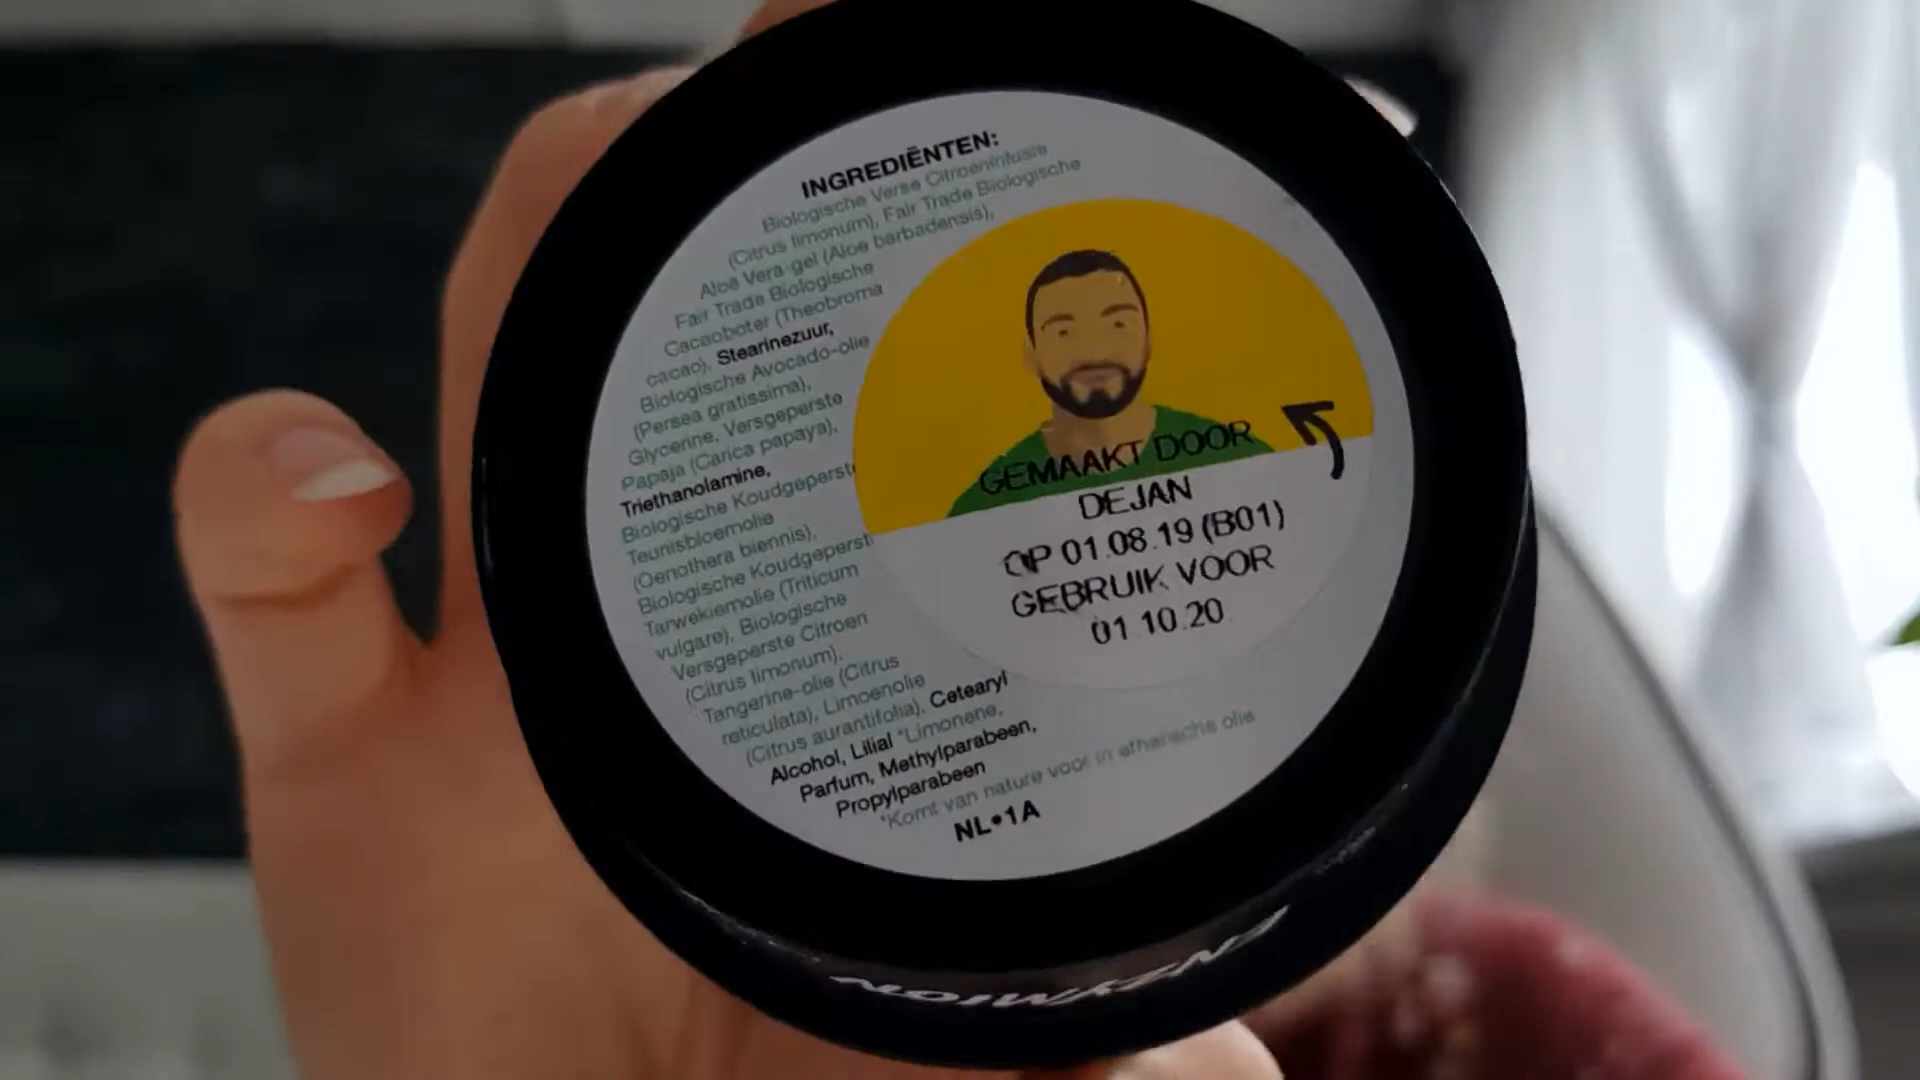 INGREDIËNTEN:
Biologische Verse Citroeninfusie
(Citrus limonum), Fair Trade Biologische
Aloë Vera-gel (Aloe barbadensis),
Fair Trade Biologische
Cacaoboter (Theobroma
cacao), Stearinezuur,
Biologische Avocado-olie
(Persea gratissima),
Glycerine, Versgeperste
Papaja (Carica papaya),
Triethanolamine,
Biologische Koudgeperste
Teunisbloemolie
(Oenothera biennis),
Biologische Koudgeperst
Tarwekiemolie (Triticum
vulgare), Biologische
Versgeperste Citroen
(Citrus limonum),
Tangerine-olie (Citrus
reticulata), Limoenolie
(Citrus aurantifolia), Cetearyl
Alcohol, Lilial *Limonene,
Parfum, Methylparabeen,
Propylparabeen
*Komt van nature voor in etherische olie
NL•1A
GEMAAKT DOOR
DEJAN
OP 01.08.19 (B01)
GEBRUIK VOOR
01.10.20
ENZYMION